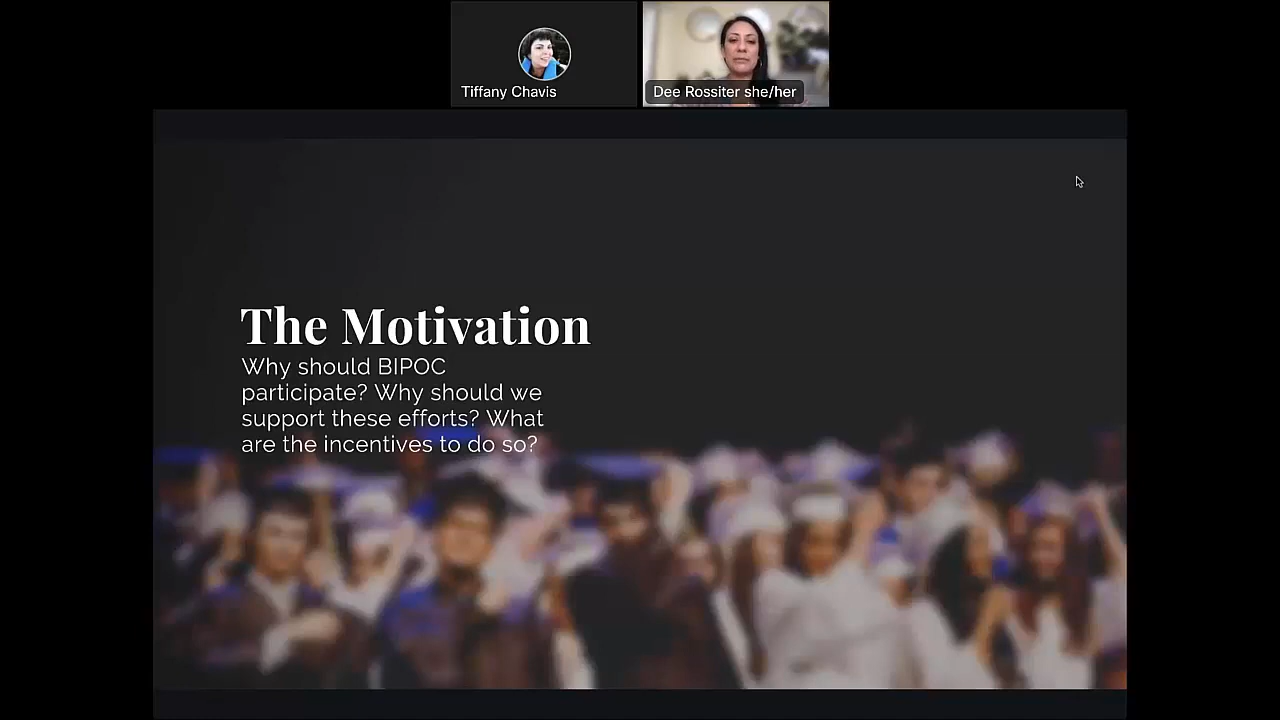 Tiffany Chavis
Dee Rossiter she/her
The Motivation
Why should BIPOC
participate? Why should we
support these efforts? What
are the incentives to do so?